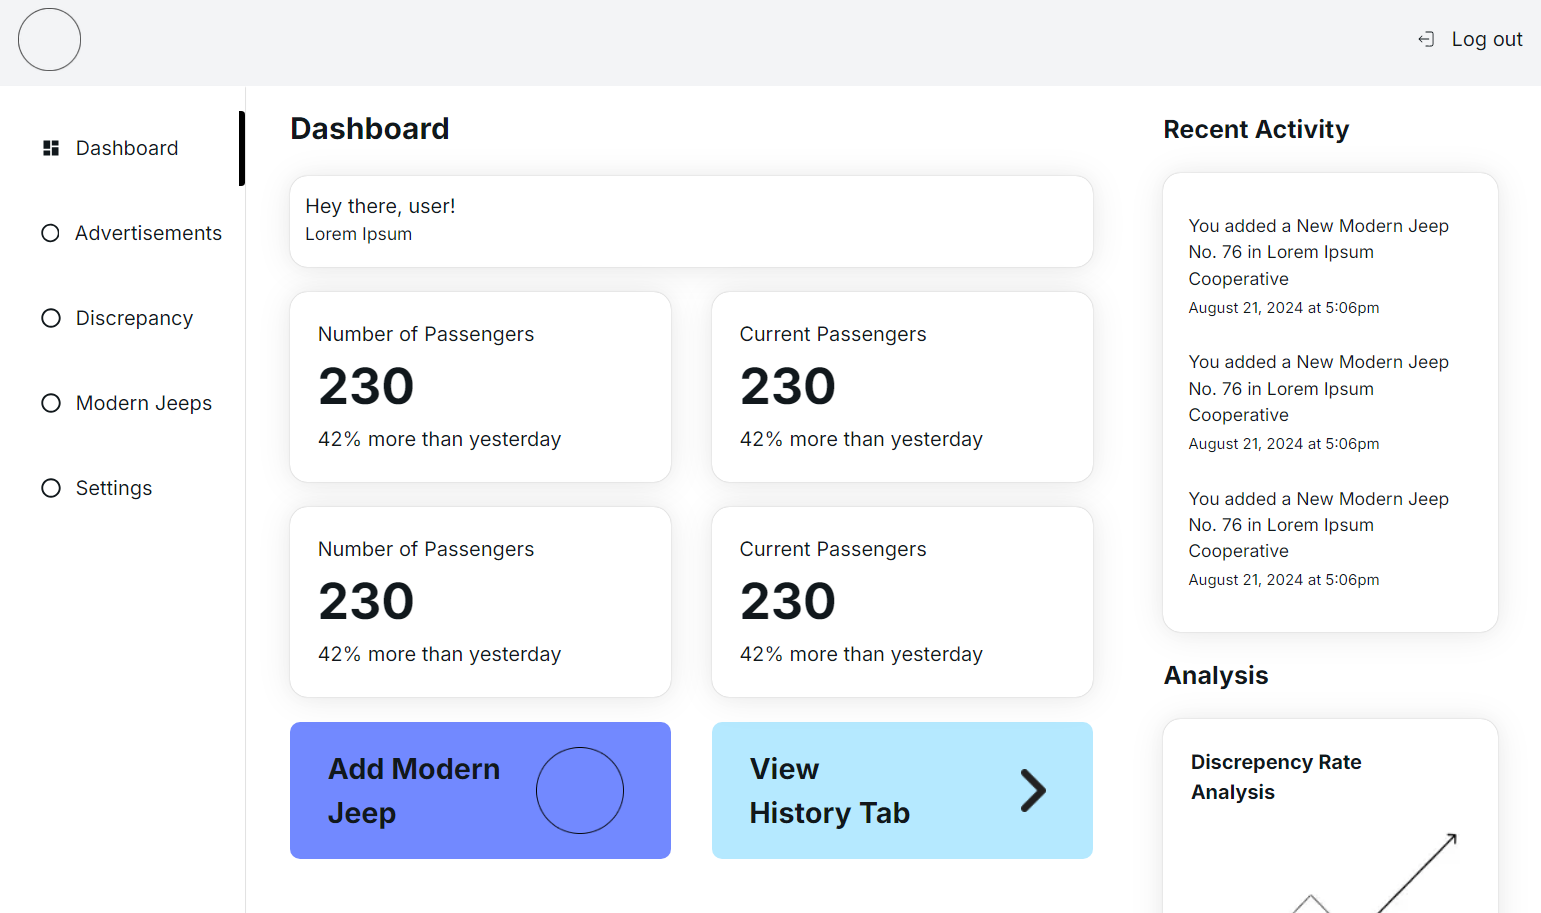 Log out
Dashboard
Advertisements
Discrepancy
Modern Jeeps
Settings
Dashboard
Hey there, user!
Lorem Ipsum
Number of Passengers
230
42% more than yesterday
Current Passengers
230
42% more than yesterday
Number of Passengers
230
42% more than yesterday
Current Passengers
230
42% more than yesterday
Add Modern
Jeep
View
History Tab
Recent Activity
You added a New Modern Jeep
No. 76 in Lorem Ipsum
Cooperative
August 21, 2024 at 5:06pm
You added a New Modern Jeep
No. 76 in Lorem Ipsum
Cooperative
August 21, 2024 at 5:06pm
You added a New Modern Jeep
No. 76 in Lorem Ipsum
Cooperative
August 21, 2024 at 5:06pm
Analysis
Discrepency Rate
Analysis